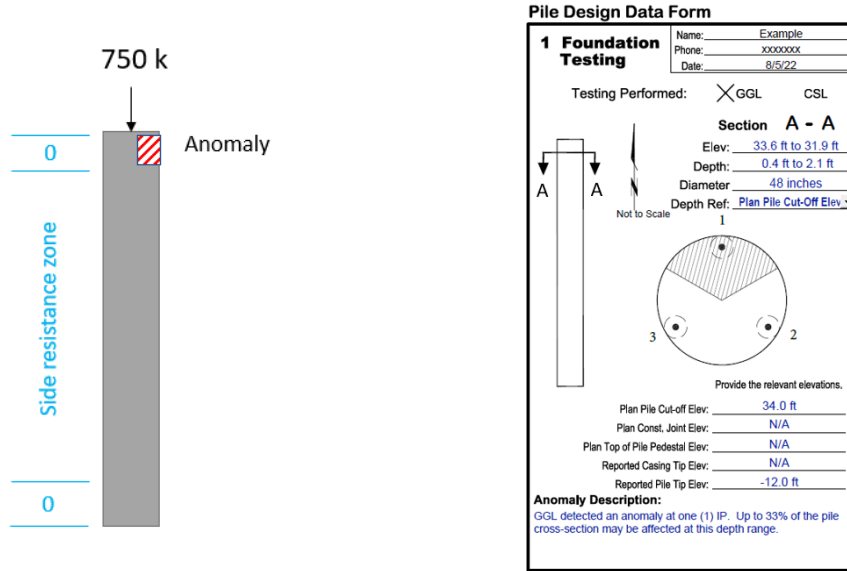 750 k
Anomaly
0
Side resistance zone
0
Pile Design Data Form
1 Foundation Testing
Name: Example
Phone: xxxxxxx
Date: 8/5/22
Testing Performed: GGL CSL
Section A - A
Elev: 33.6 ft to 31.9 ft
Depth: 0.4 ft to 2.1 ft
Diameter 48 inches
Depth Ref: Plan Pile Cut-Off Elev
A A
Not to Scale
1
3 2
Provide the relevant elevations.
Plan Pile Cut-off Elev: 34.0 ft
Plan Const. Joint Elev: N/A
Plan Top of Pile Pedestal Elev: N/A
Reported Casing Tip Elev: N/A
Reported Pile Tip Elev: -12.0 ft
Anomaly Description:
GGL detected an anomaly at one (1) IP. Up to 33% of the pile
cross-section may be affected at this depth range.